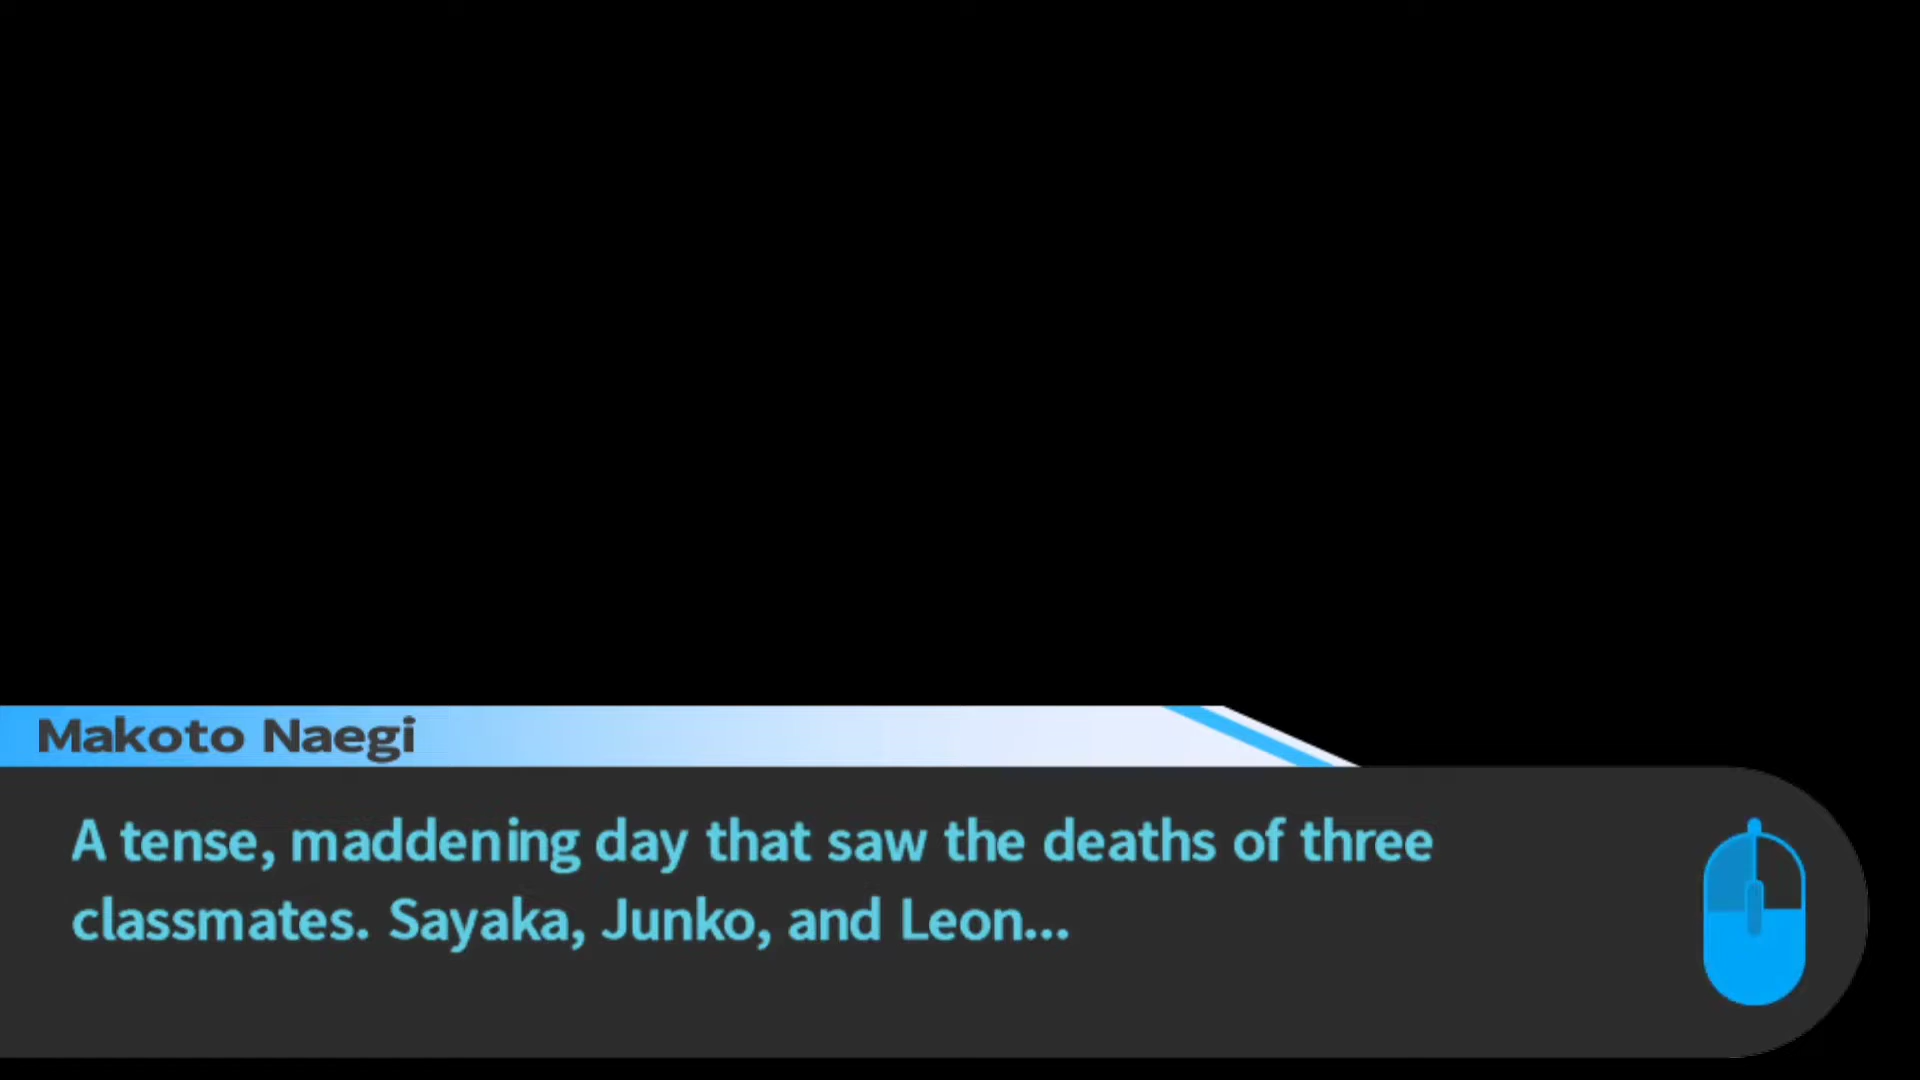 Makoto Naegi
A tense, maddening day that saw the deaths of three
classmates. Sayaka, Junko, and Leon...